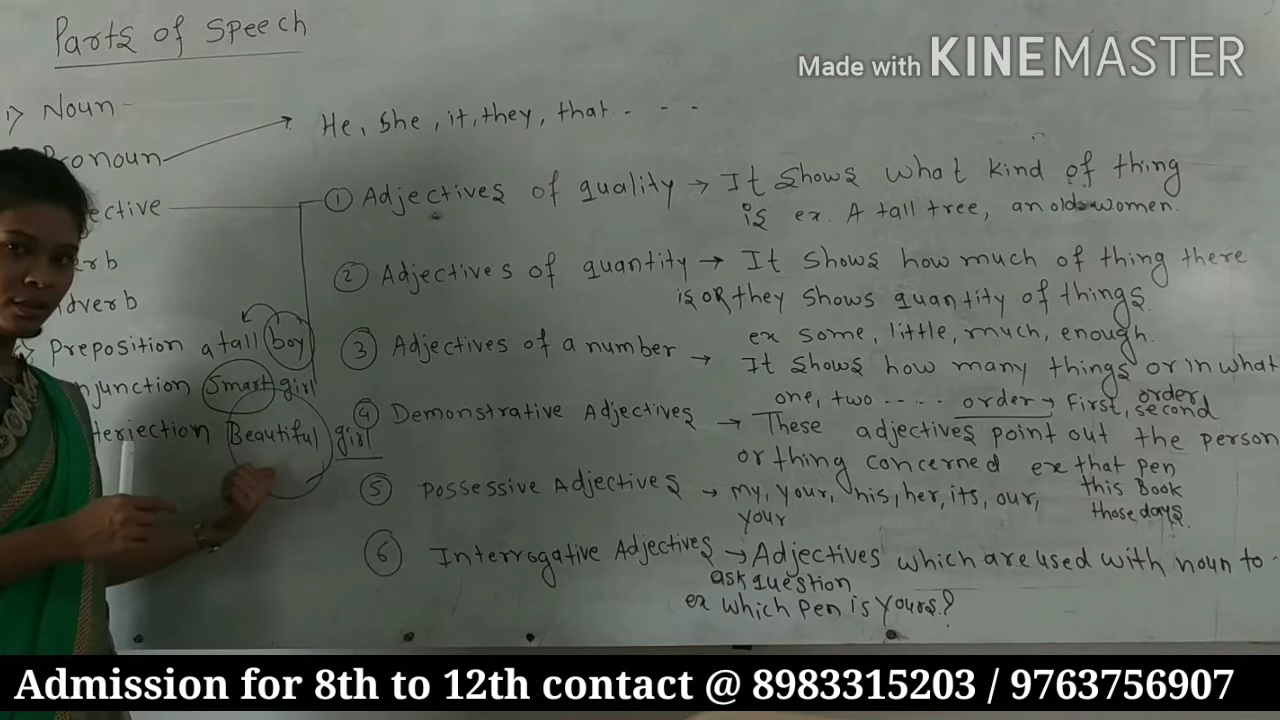 Parts of Speech
Made with KINEMASTER
1) Noun -
Pronoun
He, She, it, they, that. - - -
ective
① Adjectives of quality → It shows what kind of thing
is ex. A tall tree, an old women.
erb
② Adjectives of quantity → It shows how much of thing there
is OR they shows quantity of things.
ex some, little, much, enough.
dverb
Preposition a tall boy
③ Adjectives of a number → It shows how many things or in what
order
one, two ..... order → First, second
njunction Smart girl
④ Demonstrative Adjectives → These adjectives point out the person
or thing concerned ex that pen
this Book
those days.
terjection Beautiful girl
⑤ Possessive Adjectives → my, your, his, her, its, our,
your
⑥ Interrogative Adjectives → Adjectives which are used with noun to
ask question
ex which pen is yours?
Admission for 8th to 12th contact @ 8983315203 / 9763756907